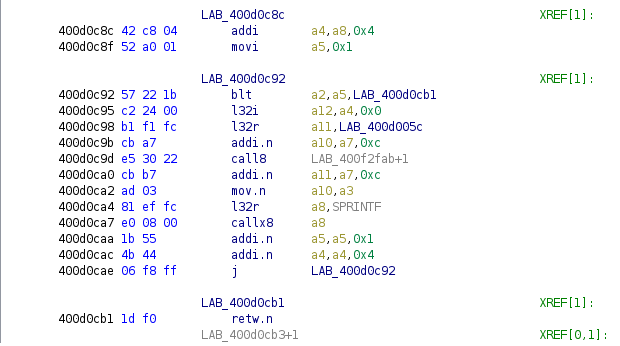 LAB_400d0c8c XREF[1]:
400d0c8c 42 c8 04 addi a4,a8,0x4
400d0c8f 52 a0 01 movi a5,0x1
LAB_400d0c92 XREF[1]:
400d0c92 57 22 1b blt a2,a5,LAB_400d0cb1
400d0c95 c2 24 00 l32i a12,a4,0x0
400d0c98 b1 f1 fc l32r a11,LAB_400d005c
400d0c9b cb a7 addi.n a10,a7,0xc
400d0c9d e5 30 22 call8 LAB_400f2fab+1
400d0ca0 cb b7 addi.n a11,a7,0xc
400d0ca2 ad 03 mov.n a10,a3
400d0ca4 81 ef fc l32r a8,SPRINTF
400d0ca7 e0 08 00 callx8 a8
400d0caa 1b 55 addi.n a5,a5,0x1
400d0cac 4b 44 addi.n a4,a4,0x4
400d0cae 06 f8 ff j LAB_400d0c92
LAB_400d0cb1 XREF[1]:
400d0cb1 1d f0 retw.n
LAB_400d0cb3+1 XREF[0,1]: